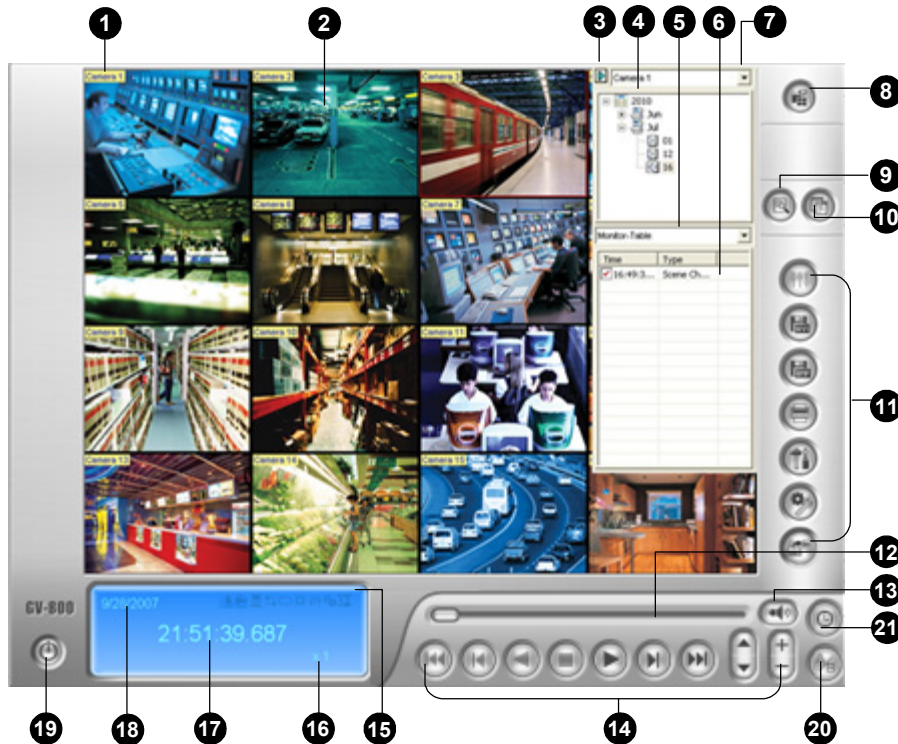 1
2
3
4
5
6
7
8
9
10
11
12
13
14
15
16
17
18
19
20
21
Camera 1
Camera 2
Camera 3
Camera 5
Camera 6
Camera 7
Camera 9
Camera 10
Camera 11
Camera 13
Camera 14
Camera 15
Camera 1
2010
Jun
Jul
01
12
16
Monitor-Table
Time Type
16:49:3... Scene Ch...
GV-800
9/28/2007
21:51:39.687
x 1
A
B